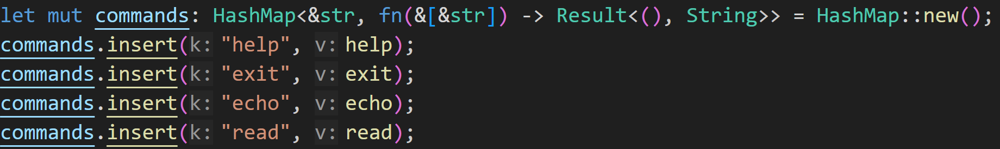 let mut commands: HashMap<&str, fn(&[&str]) -> Result<(), String>> = HashMap::new();
commands.insert(k: "help", v: help);
commands.insert(k: "exit", v: exit);
commands.insert(k: "echo", v: echo);
commands.insert(k: "read", v: read);